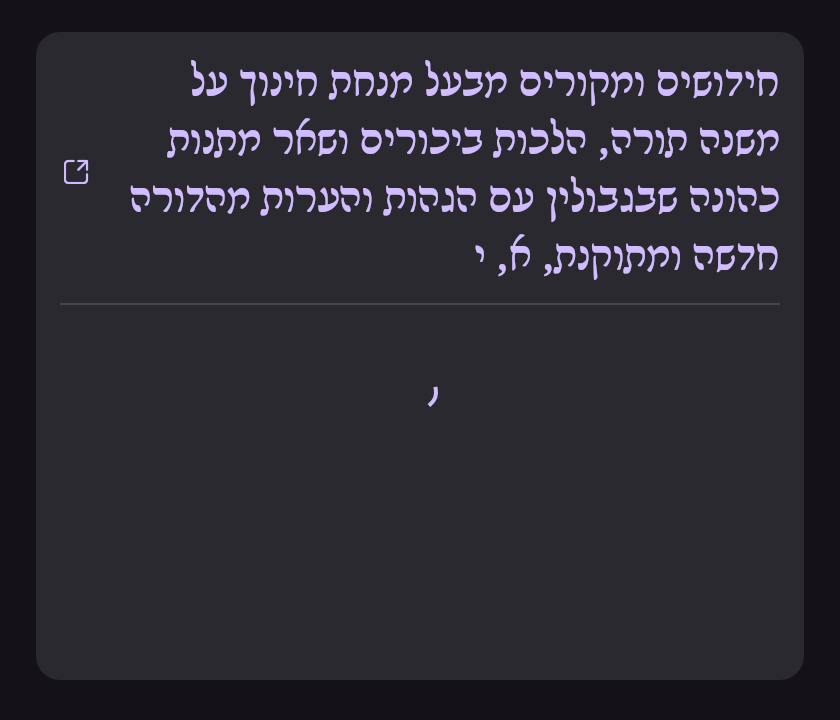 חידושים ומקורים מבעל מנחת חינוך על
משנה תורה, הלכות ביכורים ושאר מתנות
כהונה שבגבולין עם הגהות והערות מהדורה
חדשה ומתוקנת, א, י